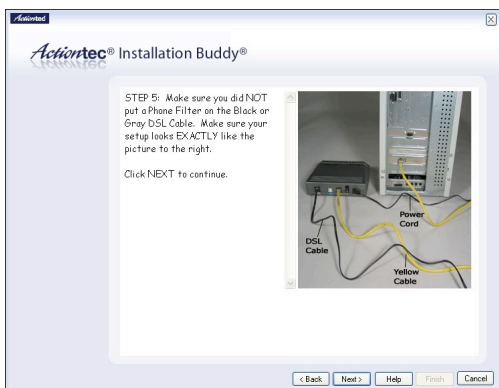 Actiontec
Actiontec® Installation Buddy®
STEP 5: Make sure you did NOT
put a Phone Filter on the Black or
Gray DSL Cable. Make sure your
setup looks EXACTLY like the
picture to the right.
Click NEXT to continue.
Power
Cord
DSL
Cable
Yellow
Cable
< Back
Next >
Help
Finish
Cancel